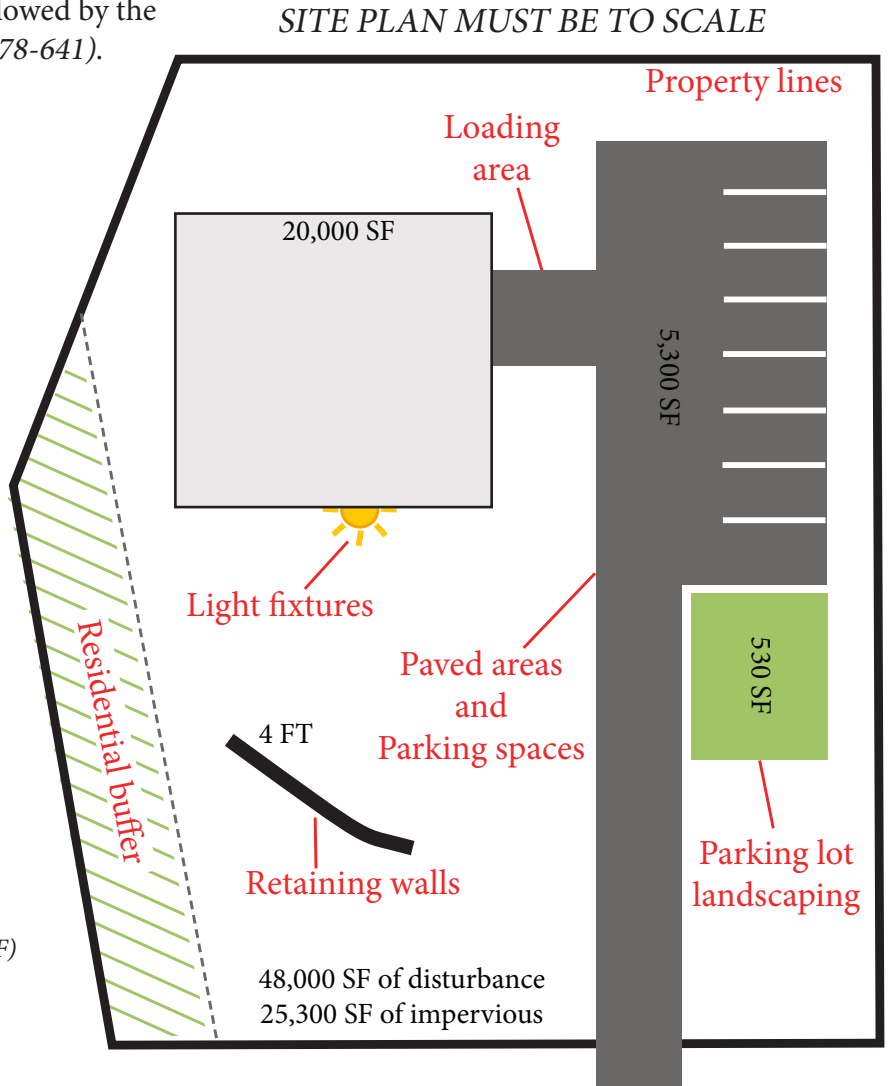 lowed by the
78-641).
SITE PLAN MUST BE TO SCALE
Property lines
Loading
area
20,000 SF
5,300 SF
Light fixtures
Paved areas
and
Parking spaces
530 SF
Residential buffer
4 FT
Retaining walls
Parking lot
landscaping
F)
48,000 SF of disturbance
25,300 SF of impervious